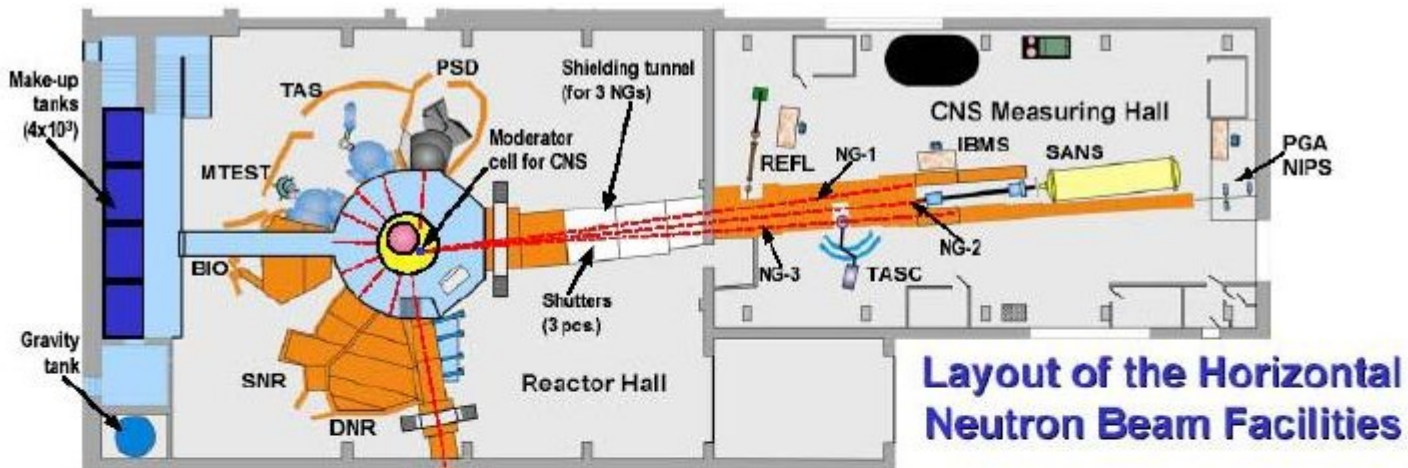 Make-up
tanks
(4x10³)
TAS
PSD
Shielding tunnel
(for 3 NGs)
Moderator
cell for CNS
MTEST
BIO
Gravity
tank
SNR
DNR
Shutters
(3 pcs.)
Reactor Hall
CNS Measuring Hall
REFL
NG-1
IBMS
SANS
PGA
NIPS
NG-2
NG-3
TASC
Layout of the Horizontal
Neutron Beam Facilities